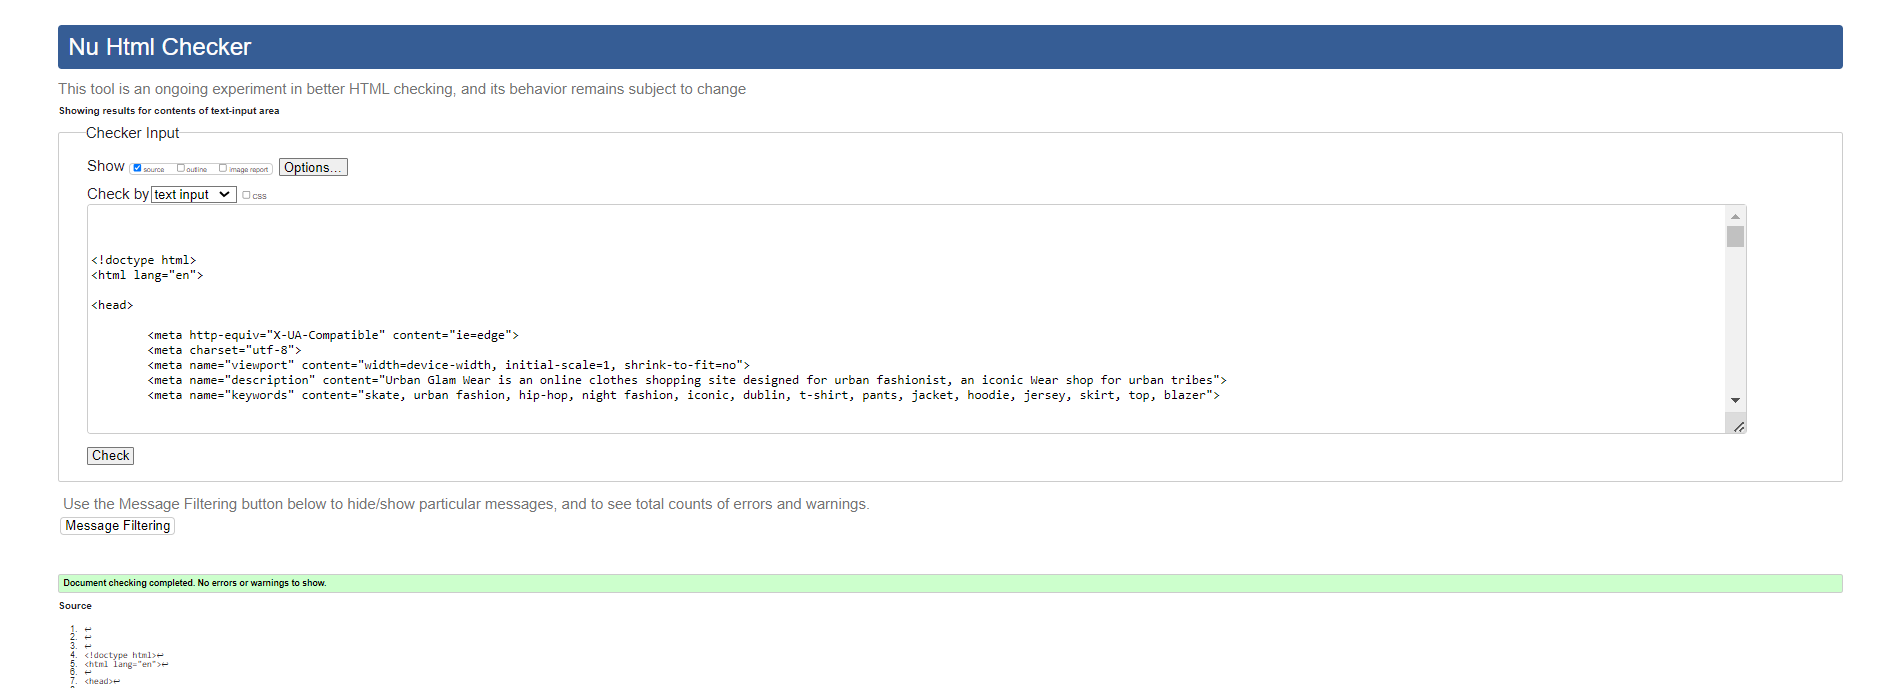 Nu Html Checker
This tool is an ongoing experiment in better HTML checking, and its behavior remains subject to change
Showing results for contents of text-input area
Checker Input
Show source outline image report Options...
Check by text input css
<!doctype html>
<html lang="en">
<head>
<meta http-equiv="X-UA-Compatible" content="ie=edge">
<meta charset="utf-8">
<meta name="viewport" content="width=device-width, initial-scale=1, shrink-to-fit=no">
<meta name="description" content="Urban Glam Wear is an online clothes shopping site designed for urban fashionist, an iconic Wear shop for urban tribes">
<meta name="keywords" content="skate, urban fashion, hip-hop, night fashion, iconic, dublin, t-shirt, pants, jacket, hoodie, jersey, skirt, top, blazer">
Check
Use the Message Filtering button below to hide/show particular messages, and to see total counts of errors and warnings.
Message Filtering
Document checking completed. No errors or warnings to show.
Source
1. ↩
2. ↩
3. ↩
4. <!doctype html>↩
5. <html lang="en">↩
6. ↩
7. <head>↩